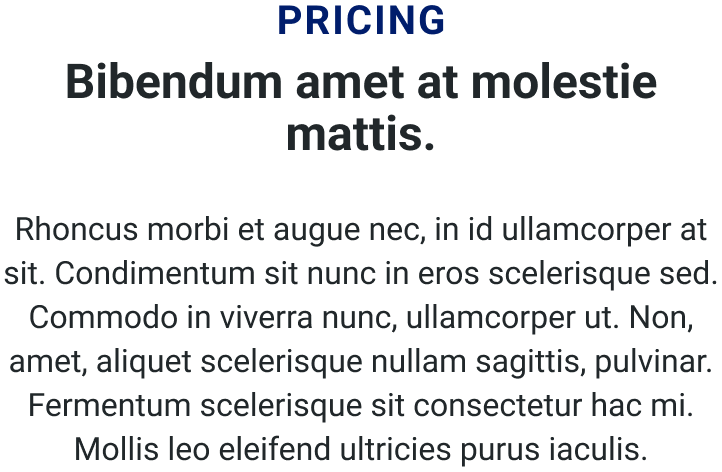 PRICING
Bibendum amet at molestie
mattis.
Rhoncus morbi et augue nec, in id ullamcorper at
sit. Condimentum sit nunc in eros scelerisque sed.
Commodo in viverra nunc, ullamcorper ut. Non,
amet, aliquet scelerisque nullam sagittis, pulvinar.
Fermentum scelerisque sit consectetur hac mi.
Mollis leo eleifend ultricies purus iaculis.